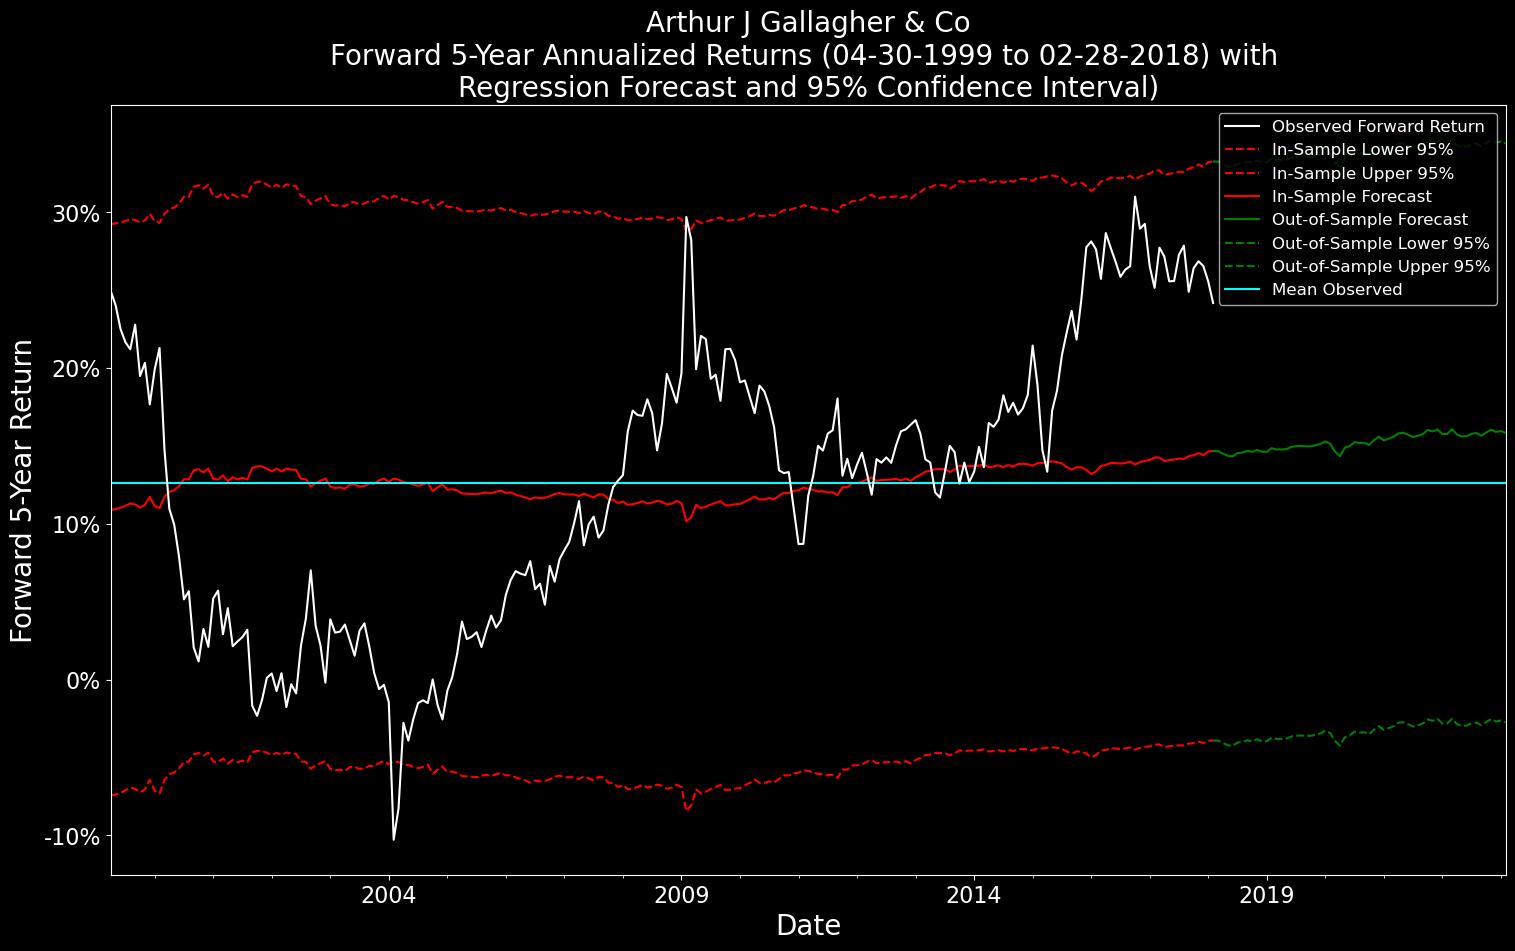 Arthur J Gallagher & Co
Forward 5-Year Annualized Returns (04-30-1999 to 02-28-2018) with
Regression Forecast and 95% Confidence Interval)
Observed Forward Return
In-Sample Lower 95%
In-Sample Upper 95%
In-Sample Forecast
Out-of-Sample Forecast
Out-of-Sample Lower 95%
Out-of-Sample Upper 95%
Mean Observed
Forward 5-Year Return
30%
20%
10%
0%
-10%
2004
2009
2014
2019
Date